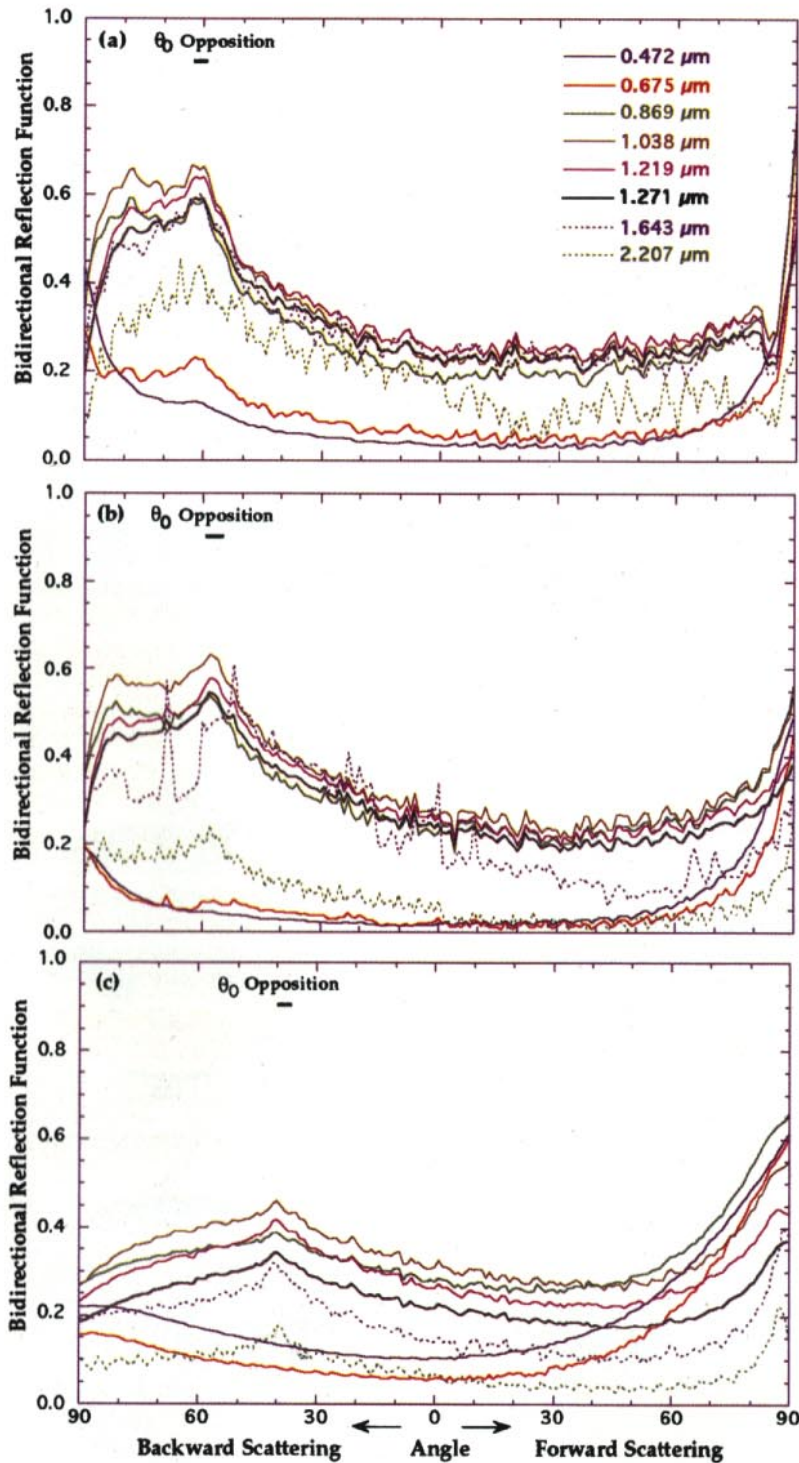 (a) θ0 Opposition
0.472 μm
0.675 μm
0.869 μm
1.038 μm
1.219 μm
1.271 μm
1.643 μm
2.207 μm
Bidirectional Reflection Function
1.0
0.8
0.6
0.4
0.2
0.0
(b) θ0 Opposition
Bidirectional Reflection Function
1.0
0.8
0.6
0.4
0.2
0.0
(c) θ0 Opposition
Bidirectional Reflection Function
1.0
0.8
0.6
0.4
0.2
0.0
90 60 30 0 30 60 90
Backward Scattering Angle Forward Scattering